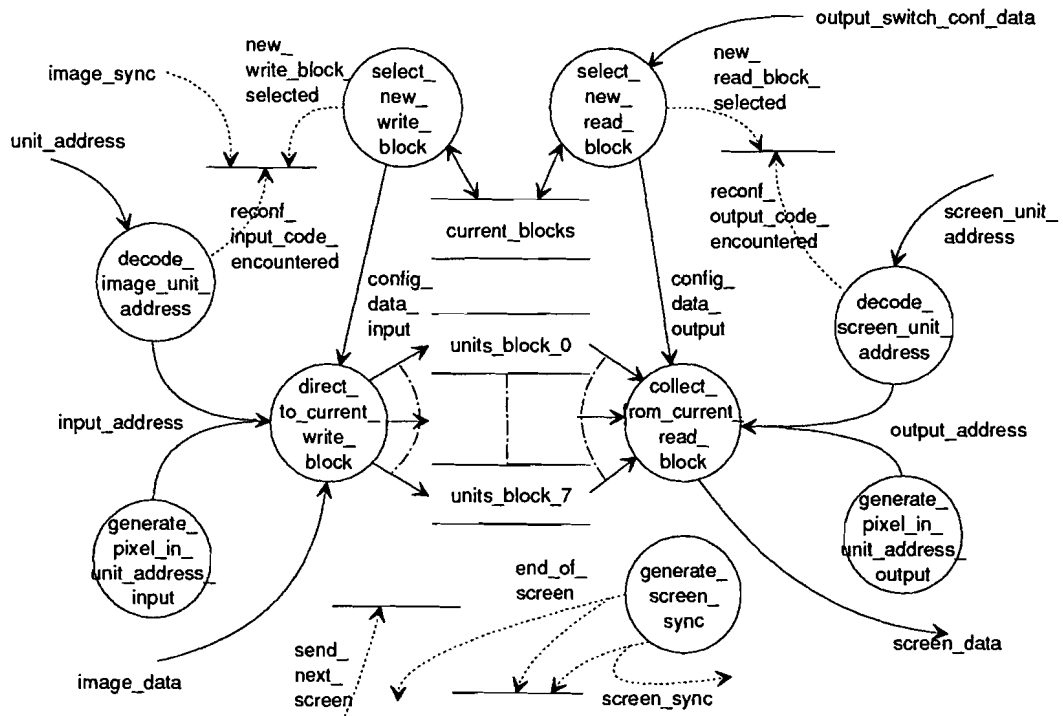 output_switch_conf_data
new_
write_block_
selected
image_sync
select_
new_
write_
block
select_
new_
read_
block
new_
read_block_
selected
unit_address
reconf_
input_code_
encountered
current_blocks
reconf_
output_code_
encountered
screen_unit_
address
decode_
image_unit_
address
config_
data_
input
config_
data_
output
decode_
screen_unit_
address
units_block_0
direct_
to_current_
write_
block
collect_
rom_current_
read_
block
input_address
output_address
units_block_7
generate_
pixel_in_
unit_address_
input
generate_
pixel_in_
unit_address_
output
end_of_
screen
generate_
screen_
sync
send_
next_
screen
image_data
screen_sync
screen_data